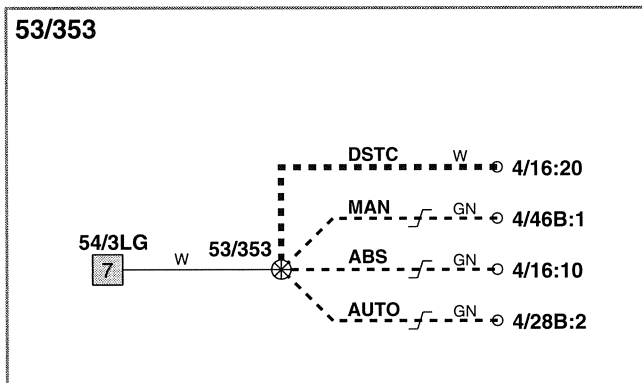 53/353
DSTC W 4/16:20
MAN GN 4/46B:1
54/3LG 7 W 53/353
ABS GN 4/16:10
AUTO GN 4/28B:2